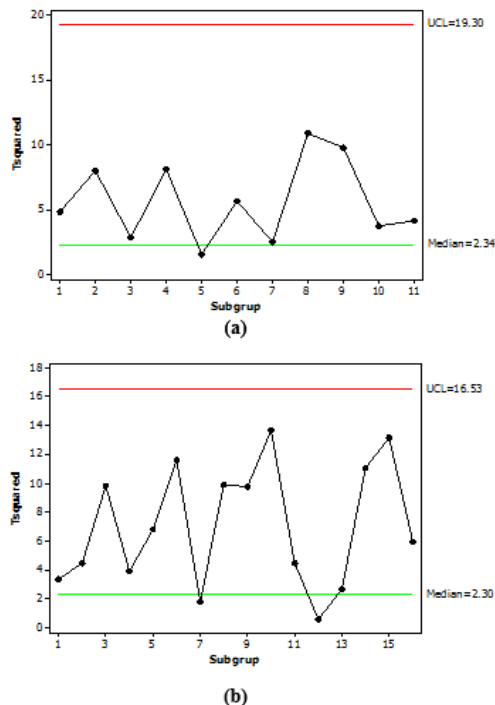 20
UCL=19.30
15
10
5
Median=2.34
0
Tsquared
1 2 3 4 5 6 7 8 9 10 11
Subgrup
(a)
18
UCL=16.53
16
14
12
10
8
6
4
Median=2.30
2
0
Tsquared
1 3 5 7 9 11 13 15
Subgrup
(b)